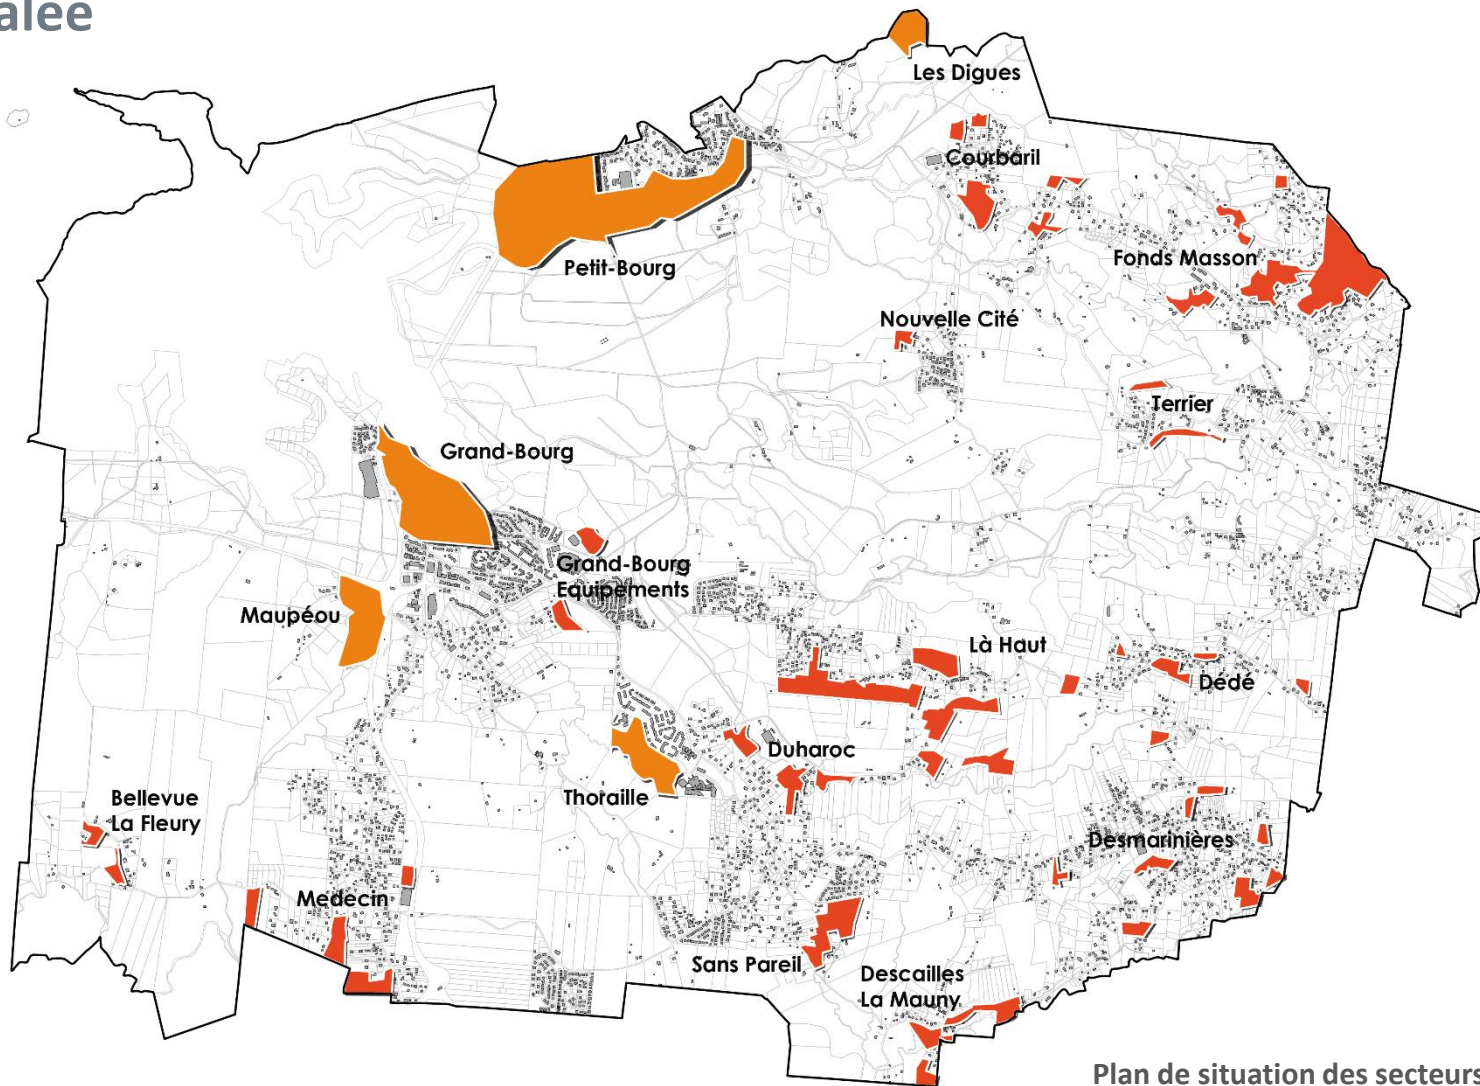 alée
Les Digues
Courbaril
Petit-Bourg
Fonds Masson
Nouvelle Cité
Terrier
Grand-Bourg
Grand-Bourg
Equipements
Maupéou
Là Haut
Dédé
Duharoc
Thoraille
Bellevue
La Fleury
Desmarinières
Medecin
Sans Pareil
Descailles
La Mauny
Plan de situation des secteurs